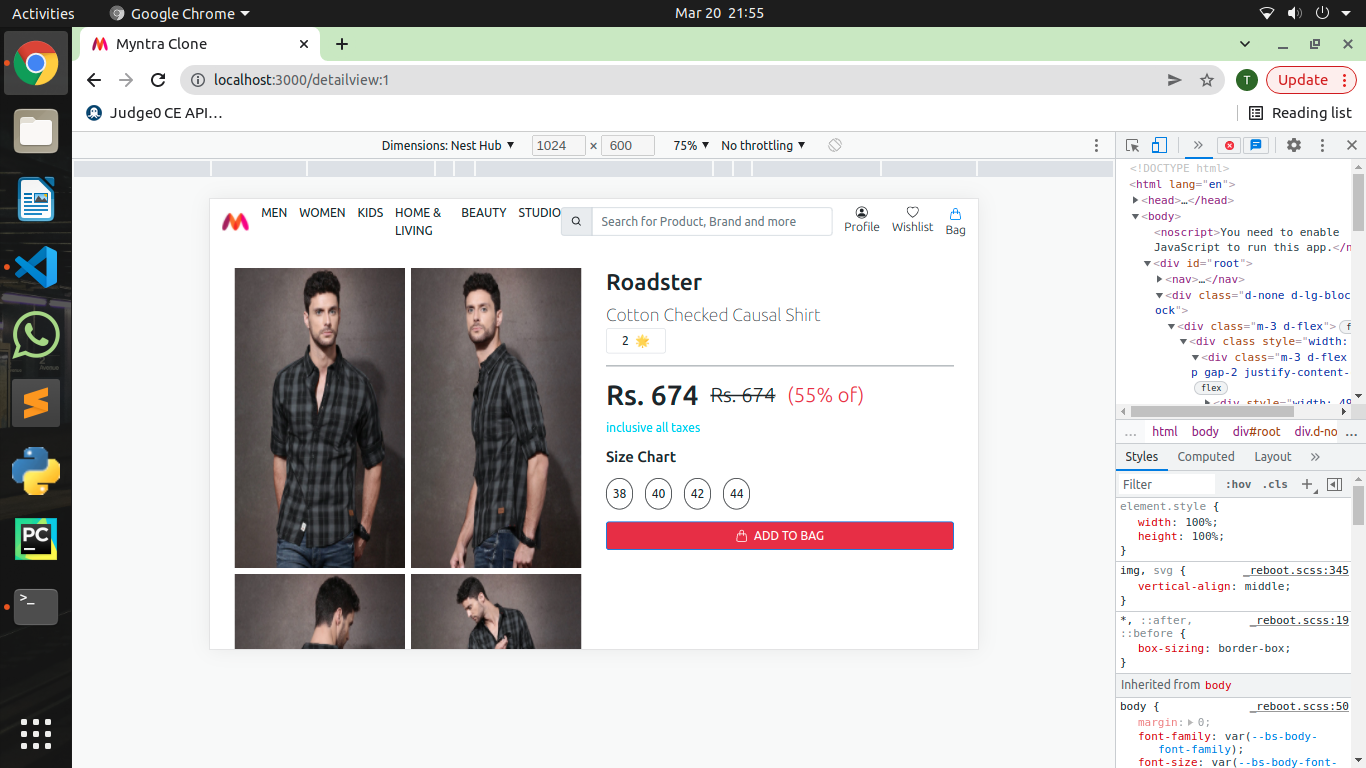 Activities
Google Chrome
Mar 20 21:55
Myntra Clone
localhost:3000/detailview:1
T
Update
Judge0 CE API...
Reading list
Dimensions: Nest Hub
1024 × 600
75%
No throttling
MEN WOMEN KIDS HOME & LIVING BEAUTY STUDIO
Search for Product, Brand and more
Profile Wishlist Bag
Roadster
Cotton Checked Causal Shirt
2 🌟
Rs. 674 Rs. 674 (55% of)
inclusive all taxes
Size Chart
38 40 42 44
ADD TO BAG
<!DOCTYPE html>
<html lang="en">
<head>…</head>
<body>
<noscript>You need to enable
JavaScript to run this app.</n
<div id="root">
<nav>…</nav>
<div class="d-none d-lg-bloc
ock">
<div class="m-3 d-flex"> f
<div class style="width:
<div class="m-3 d-flex
p gap-2 justify-content-
flex
<div style="width: 49
... html body div#root div.d-no ...
Styles Computed Layout »
Filter :hov .cls +
element.style {
width: 100%;
height: 100%;
}
img, svg { _reboot.scss:345
vertical-align: middle;
}
*, ::after, _reboot.scss:19
::before {
box-sizing: border-box;
}
Inherited from body
body { _reboot.scss:50
margin: 0;
font-family: var(--bs-body-
font-family);
font-size: var(--bs-body-font-
PC
>_